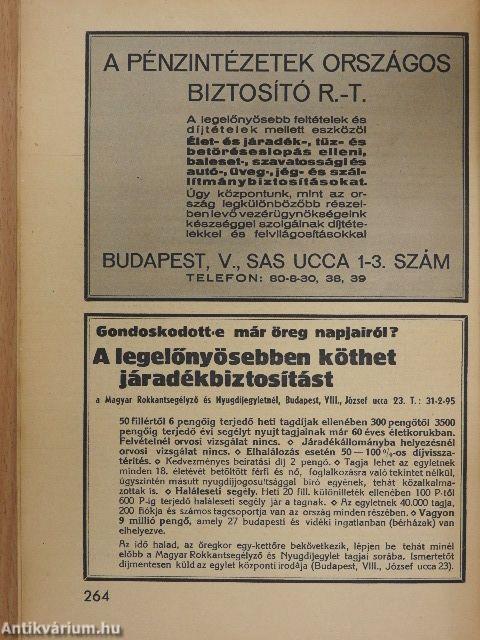 A PÉNZINTÉZETEK ORSZÁGOS
BIZTOSÍTÓ R.-T.
A legelőnyösebb feltételek és
díjtételek mellett eszközöl
Élet- és járadék-, tűz- és
betöréseslopás elleni,
baleset-, szavatossági és
autó-, üveg-, jég- és szál-
lítmánybiztosításokat.
Úgy központunk, mint az or-
szág legkülönbözőbb részei-
ben levő vezérügynökségeink
készséggel szolgálnak díjtéte-
lekkel és felvilágosításokkal
BUDAPEST, V., SAS UCCA 1-3. SZÁM
TELEFON: 80-8-30, 38, 39
Gondoskodott-e már öreg napjairól?
A legelőnyösebben köthet
járadékbiztosítást
a Magyar Rokkantsegélyző és Nyugdíjegyletnél, Budapest, VIII., József ucca 23. T.: 31-2-95
50 fillértől 6 pengőig terjedő heti tagdíjak ellenében 300 pengőtől 3500
pengőig terjedő évi segélyt nyujt tagjainak már 60 éves életkorukban.
Felvételnél orvosi vizsgálat nincs. ◇ Járadékállományba helyezésnél
orvosi vizsgálat nincs. ◇ Elhalálozás esetén 50—100%-os díjvissza-
térítés. ◇ Kedvezményes beiratási díj 2 pengő. ◇ Tagja lehet az egyletnek
minden 18. életévét betöltött férfi és nő, foglalkozásra való tekintet nélkül,
úgyszintén másutt nyugdíjjogosultsággal bíró egyének, tehát közalkalma-
zottak is. ◇ Haláleseti segély. Heti 20 fill. különilleték ellenében 100 P-től
600 P-ig terjedő haláleseti segély jár a tagnak. ◇ Az egyletnek 40.000 tagja,
200 fiókja és számos tagcsoportja van az ország minden részében. ◇ Vagyon
9 millió pengő, amely 27 budapesti és vidéki ingatlanban (bérházak) van
elhelyezve.
Az idő halad, az öregkor egy-kettőre bekövetkezik, lépjen be tehát minél
előbb a Magyar Rokkantsegélyző és Nyugdíjegylet tagjai sorába. Ismertetőt
díjmentesen küld az egylet központi irodája (Budapest, VIII., József ucca 23).
264
Antikvárium.hu